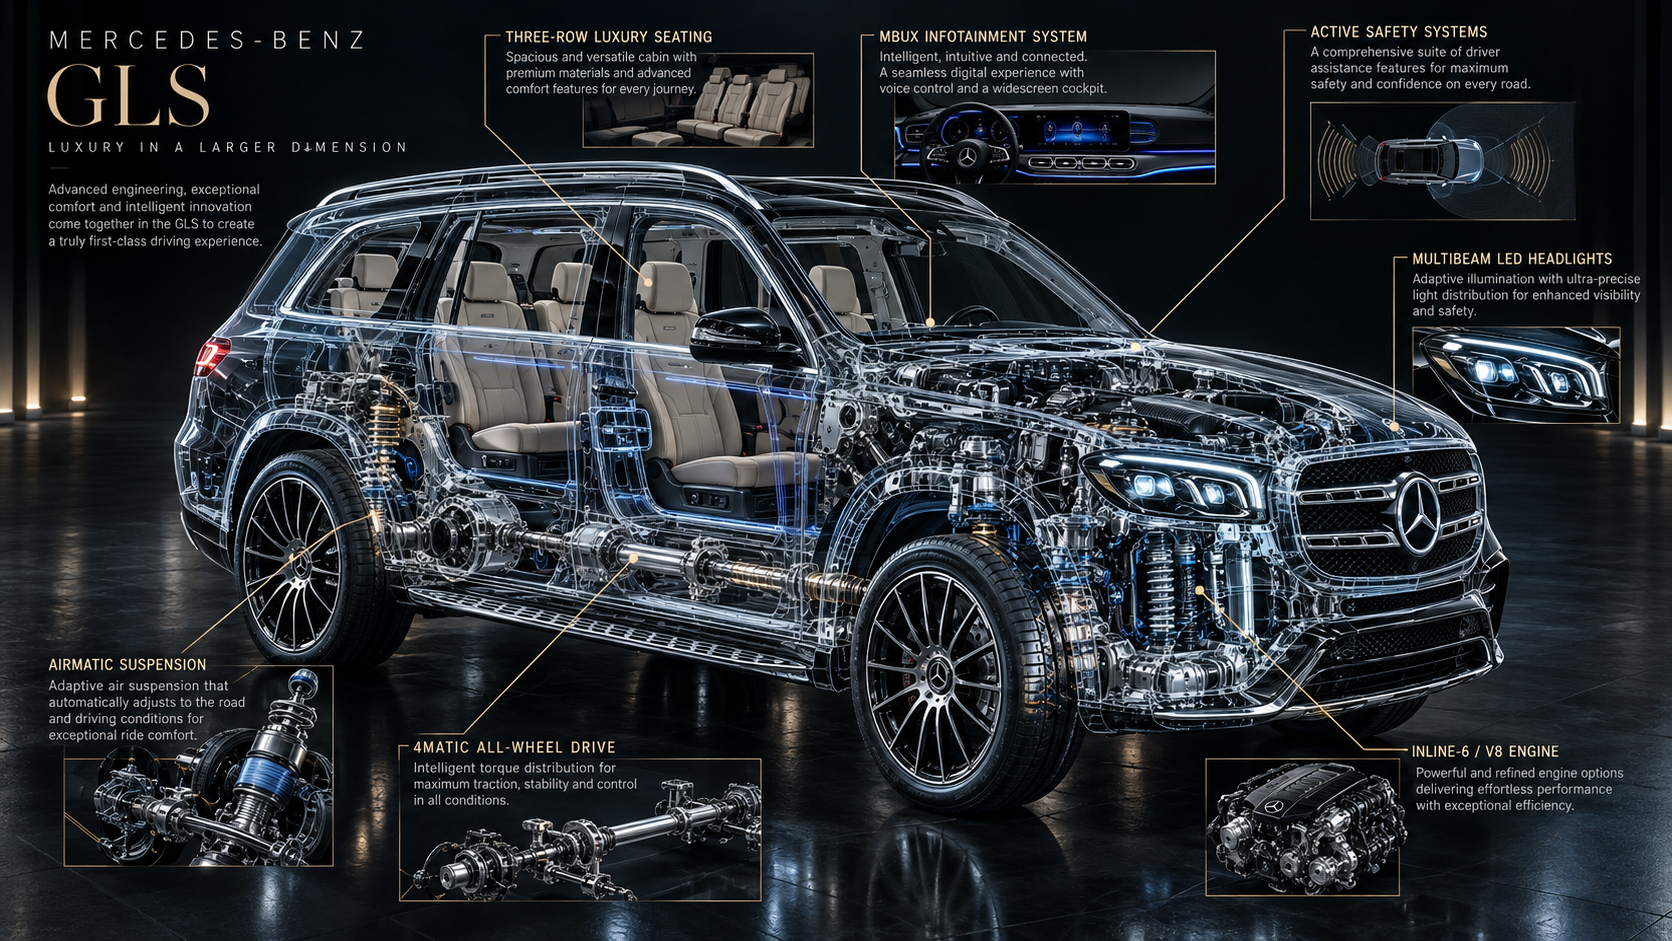 MERCEDES-BENZ
GLS
LUXURY IN A LARGER DIMENSION
Advanced engineering, exceptional
comfort and intelligent innovation
come together in the GLS to create
a truly first-class driving experience.
THREE-ROW LUXURY SEATING
Spacious and versatile cabin with
premium materials and advanced
comfort features for every journey.
MBUX INFOTAINMENT SYSTEM
Intelligent, intuitive and connected.
A seamless digital experience with
voice control and a widescreen cockpit.
ACTIVE SAFETY SYSTEMS
A comprehensive suite of driver
assistance features for maximum
safety and confidence on every road.
MULTIBEAM LED HEADLIGHTS
Adaptive illumination with ultra-precise
light distribution for enhanced visibility
and safety.
AIRMATIC SUSPENSION
Adaptive air suspension that
automatically adjusts to the road
and driving conditions for
exceptional ride comfort.
4MATIC ALL-WHEEL DRIVE
Intelligent torque distribution for
maximum traction, stability and control
in all conditions.
INLINE-6 / V8 ENGINE
Powerful and refined engine options
delivering effortless performance
with exceptional efficiency.